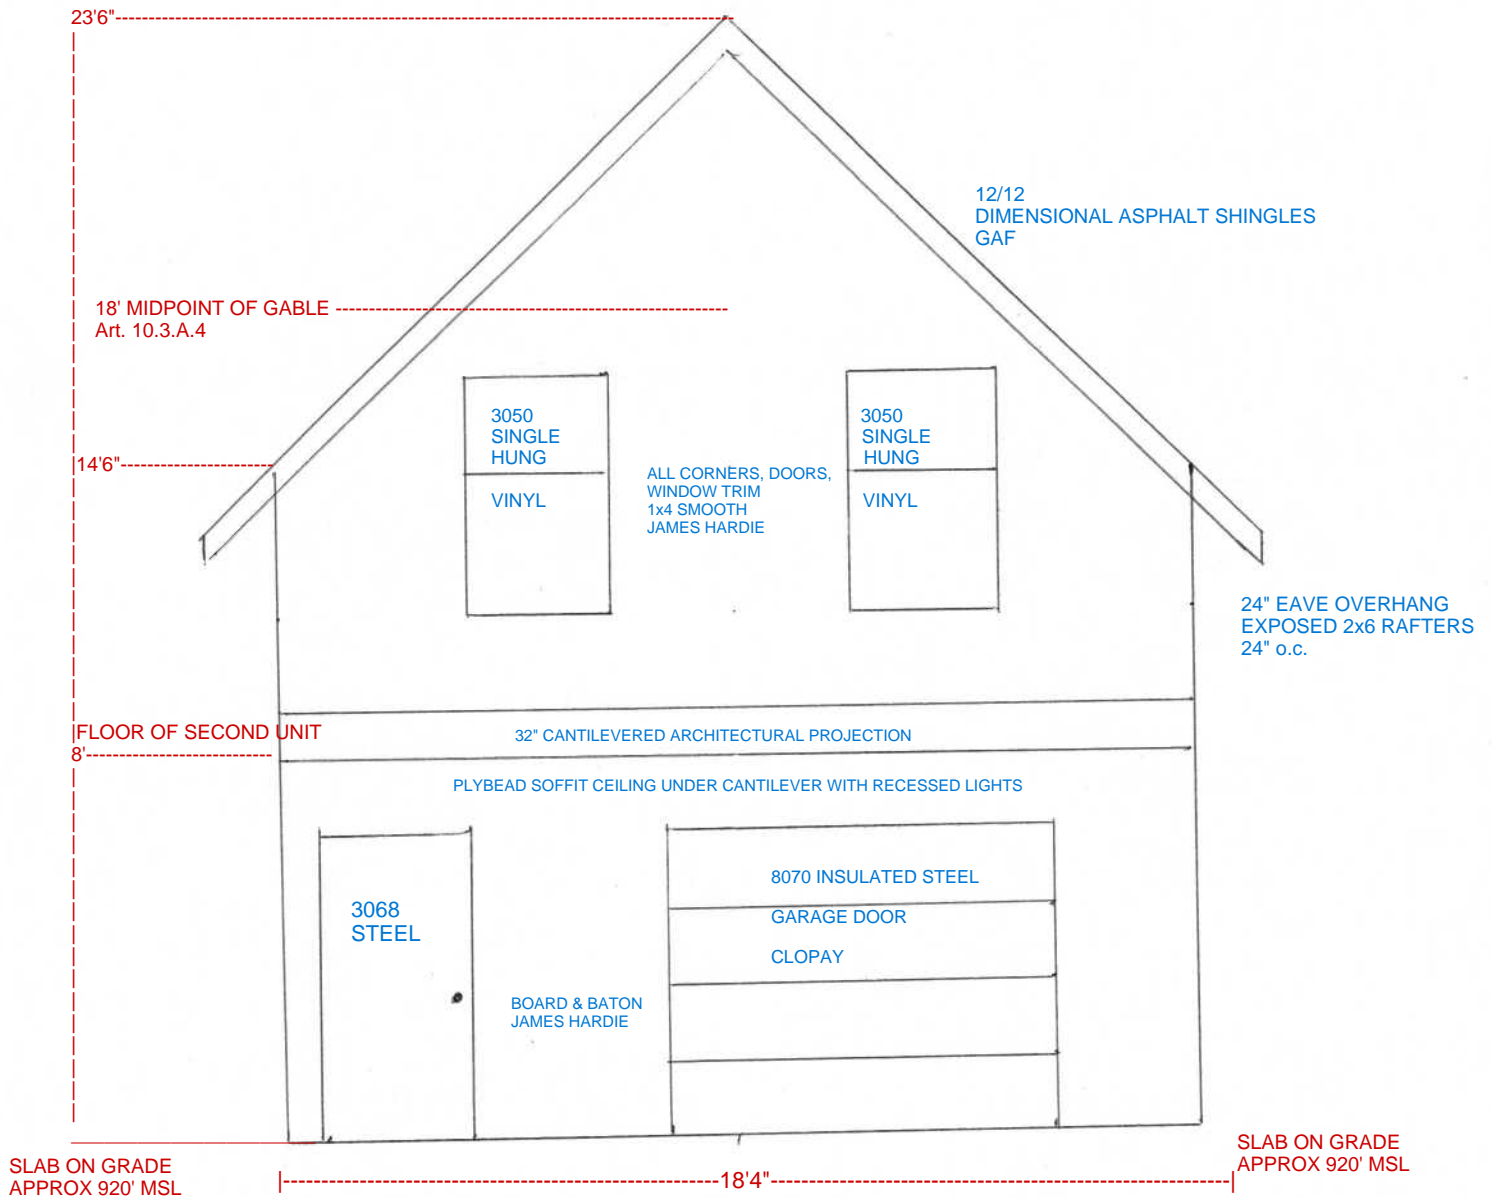 23'6"
12/12
DIMENSIONAL ASPHALT SHINGLES
GAF
18' MIDPOINT OF GABLE
Art. 10.3.A.4
14'6"
3050
SINGLE
HUNG
VINYL
ALL CORNERS, DOORS,
WINDOW TRIM
1x4 SMOOTH
JAMES HARDIE
3050
SINGLE
HUNG
VINYL
24" EAVE OVERHANG
EXPOSED 2x6 RAFTERS
24" o.c.
FLOOR OF SECOND UNIT
8'
32" CANTILEVERED ARCHITECTURAL PROJECTION
PLYBEAD SOFFIT CEILING UNDER CANTILEVER WITH RECESSED LIGHTS
3068
STEEL
BOARD & BATON
JAMES HARDIE
8070 INSULATED STEEL
GARAGE DOOR
CLOPAY
SLAB ON GRADE
APPROX 920' MSL
18'4"
SLAB ON GRADE
APPROX 920' MSL